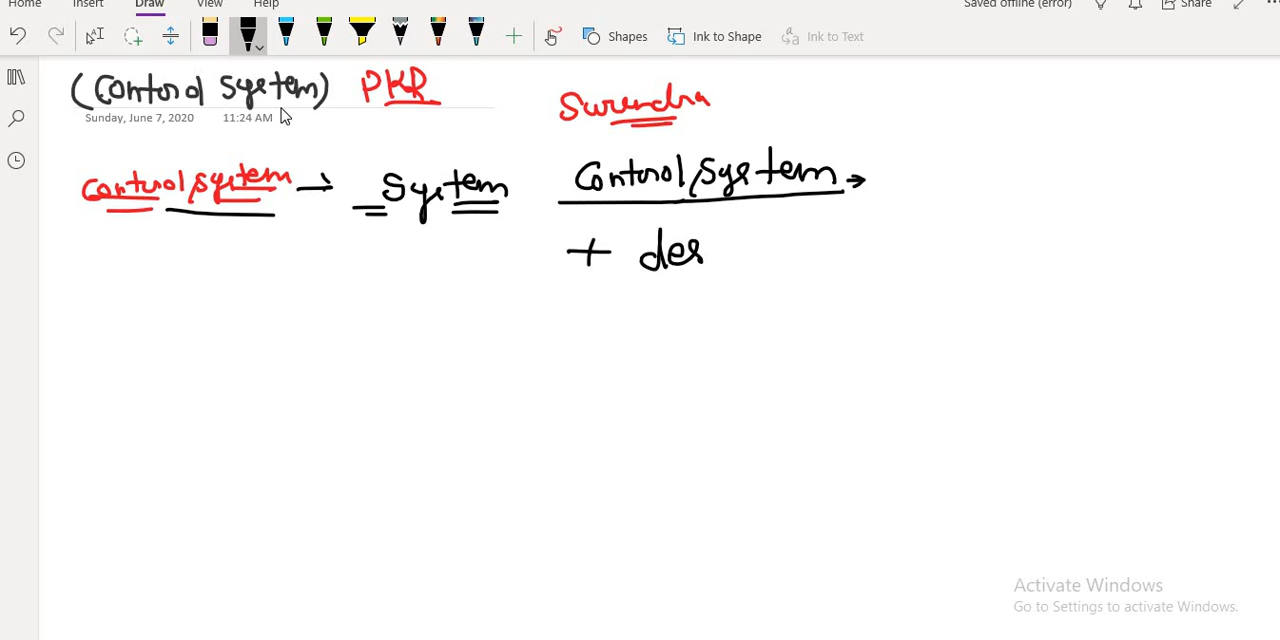 Home Insert Draw View Help Saved offline (error) Share
Shapes Ink to Shape Ink to Text
(Control System) PKR
Surendra
Sunday, June 7, 2020 11:24 AM
Control system → System
Control system →
+ des
Activate Windows
Go to Settings to activate Windows.